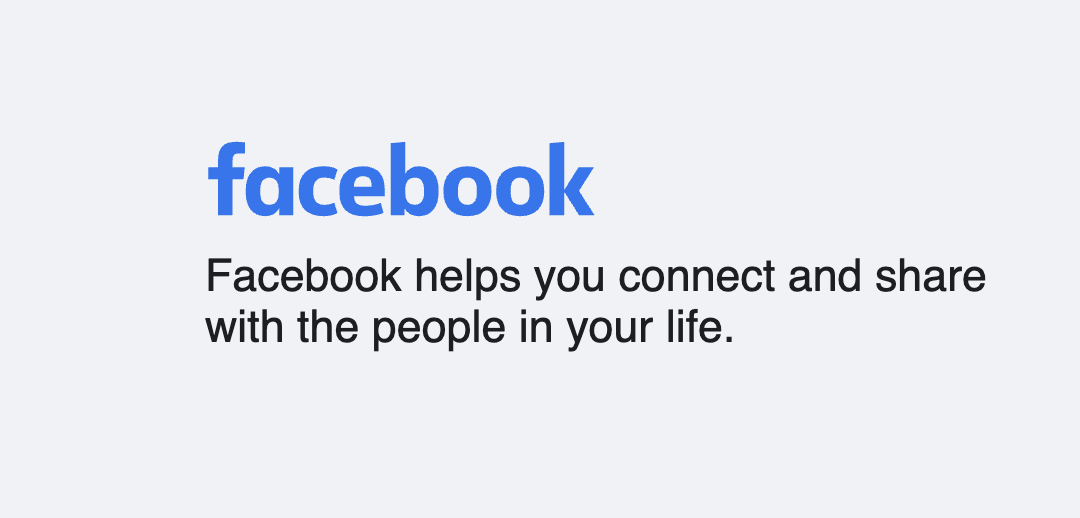 facebook
Facebook helps you connect and share
with the people in your life.